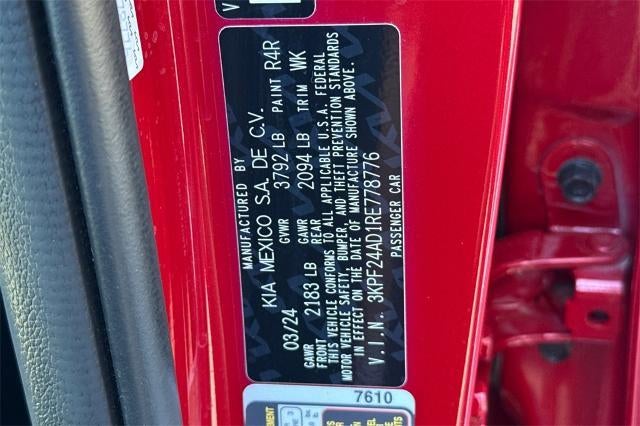 MANUFACTURED BY
KIA MEXICO S.A. DE C.V.
03/24 GVWR 3792 LB PAINT R4R
GAWR FRONT 2183 LB GAWR REAR 2094 LB TRIM WK
THIS VEHICLE CONFORMS TO ALL APPLICABLE U.S.A. FEDERAL
MOTOR VEHICLE SAFETY, BUMPER, AND THEFT PREVENTION STANDARDS
IN EFFECT ON THE DATE OF MANUFACTURE SHOWN ABOVE.
V.I.N. 3KPF24AD1RE778776
PASSENGER CAR
7610
V